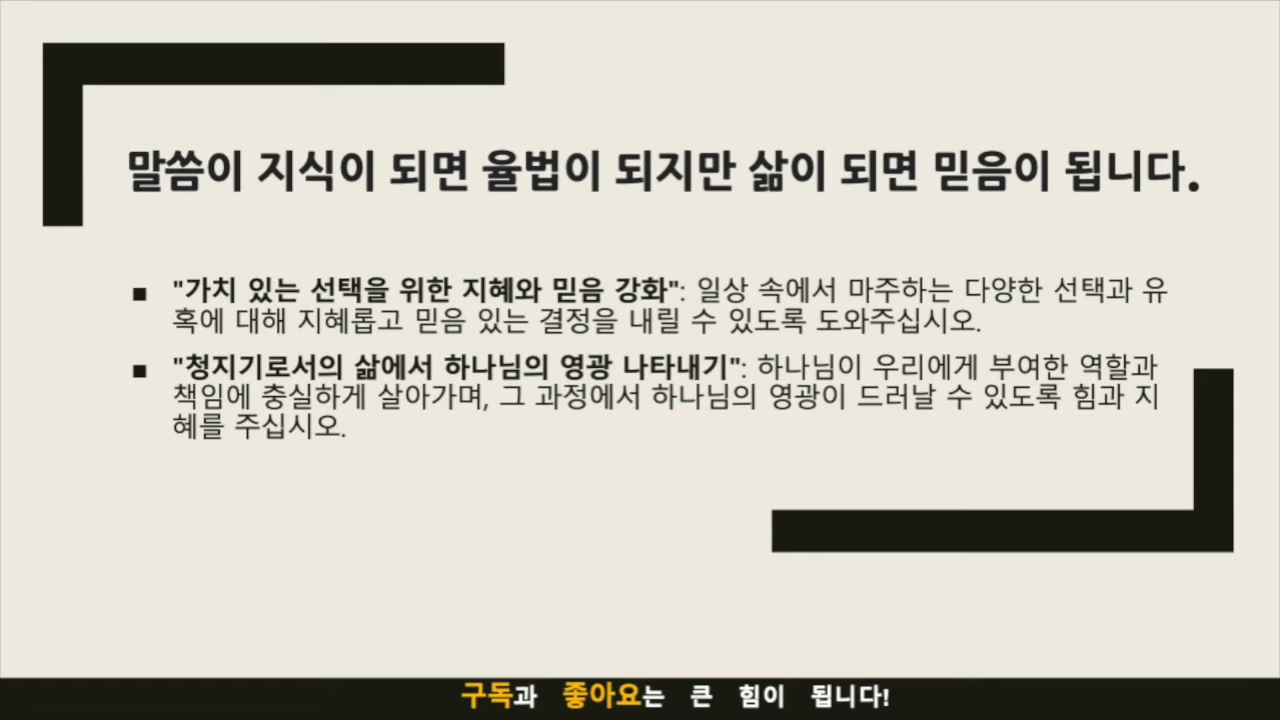 말씀이 지식이 되면 율법이 되지만 삶이 되면 믿음이 됩니다.
■ "가치 있는 선택을 위한 지혜와 믿음 강화": 일상 속에서 마주하는 다양한 선택과 유
혹에 대해 지혜롭고 믿음 있는 결정을 내릴 수 있도록 도와주십시오.
■ "청지기로서의 삶에서 하나님의 영광 나타내기": 하나님이 우리에게 부여한 역할과
책임에 충실하게 살아가며, 그 과정에서 하나님의 영광이 드러날 수 있도록 힘과 지
혜를 주십시오.
구독과 좋아요는 큰 힘이 됩니다!